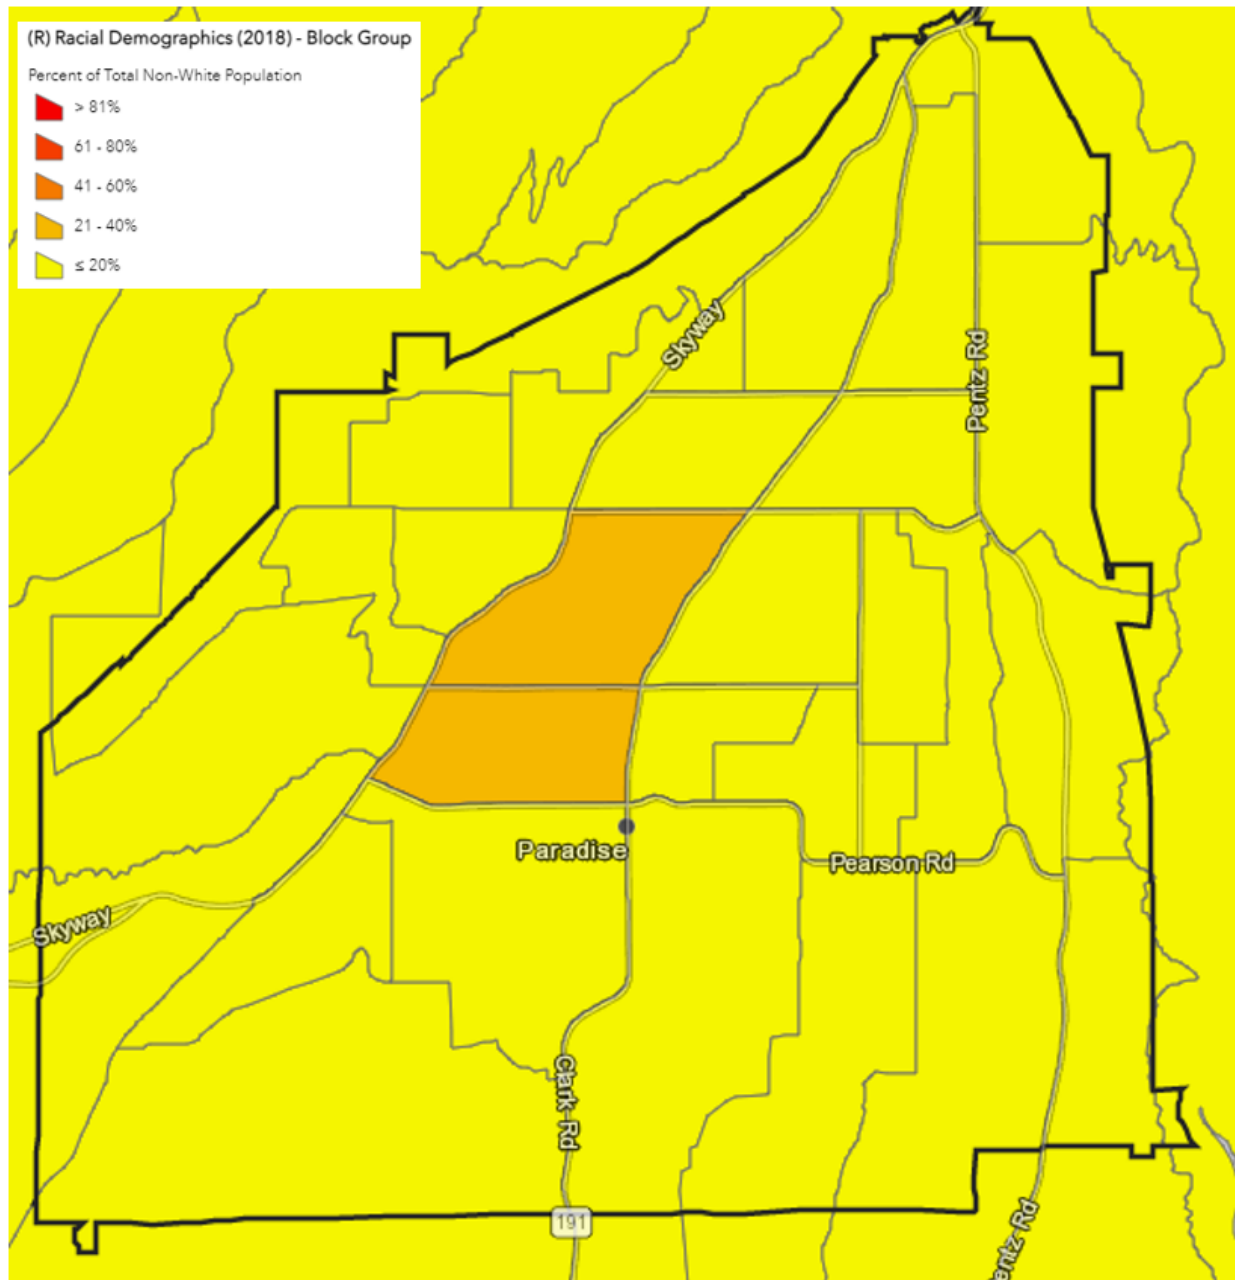 (R) Racial Demographics (2018) - Block Group
Percent of Total Non-White Population
> 81%
61 - 80%
41 - 60%
21 - 40%
≤ 20%
Skyway
Pentz Rd
Paradise
Pearson Rd
Skyway
Clark Rd
191
entz Rd